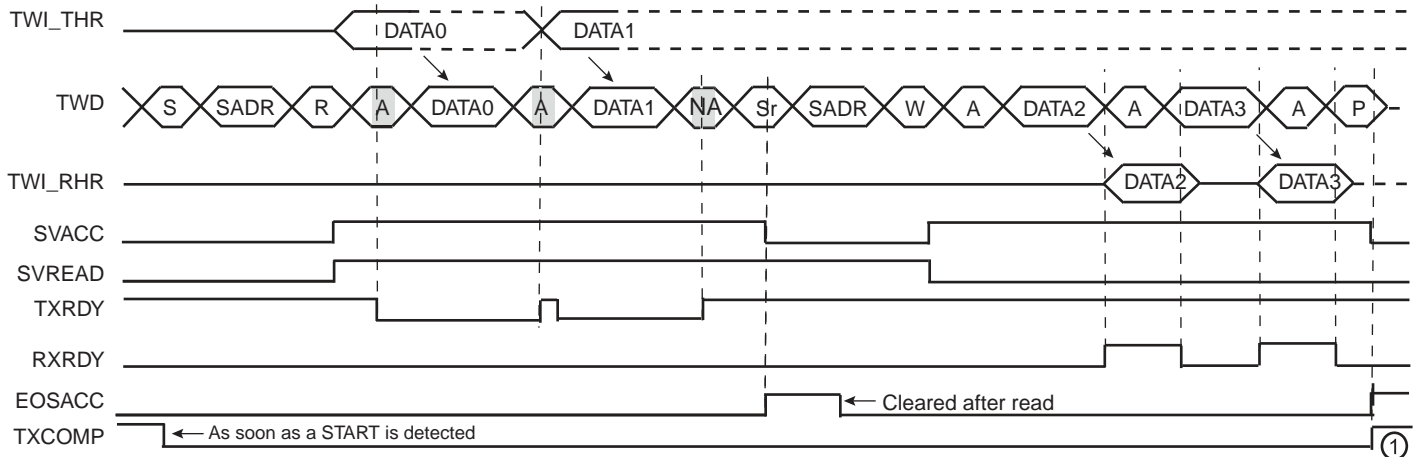 TWI_THR DATA0 DATA1
TWD S SADR R A DATA0 A DATA1 NA Sr SADR W A DATA2 A DATA3 A P
TWI_RHR DATA2 DATA3
SVACC
SVREAD
TXRDY
RXRDY
EOSACC Cleared after read
TXCOMP As soon as a START is detected 1